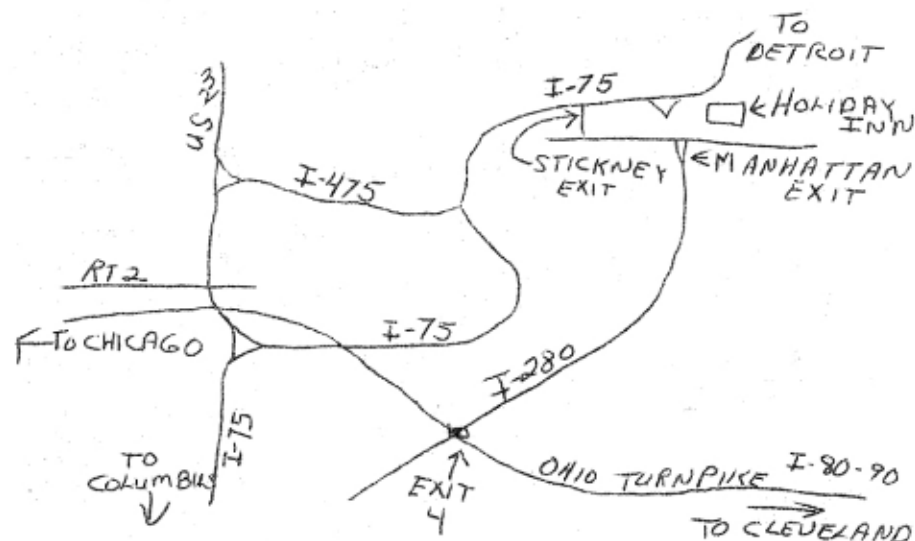 TO
DETROIT
I-75
HOLIDAY
INN
US 23
STICKNEY
EXIT
MANHATTAN
EXIT
I-475
RT 2
TO CHICAGO
I-75
I-280
I-75
TO
COLUMBUS
EXIT
4
OHIO TURNPIKE
I-80-90
TO CLEVELAND